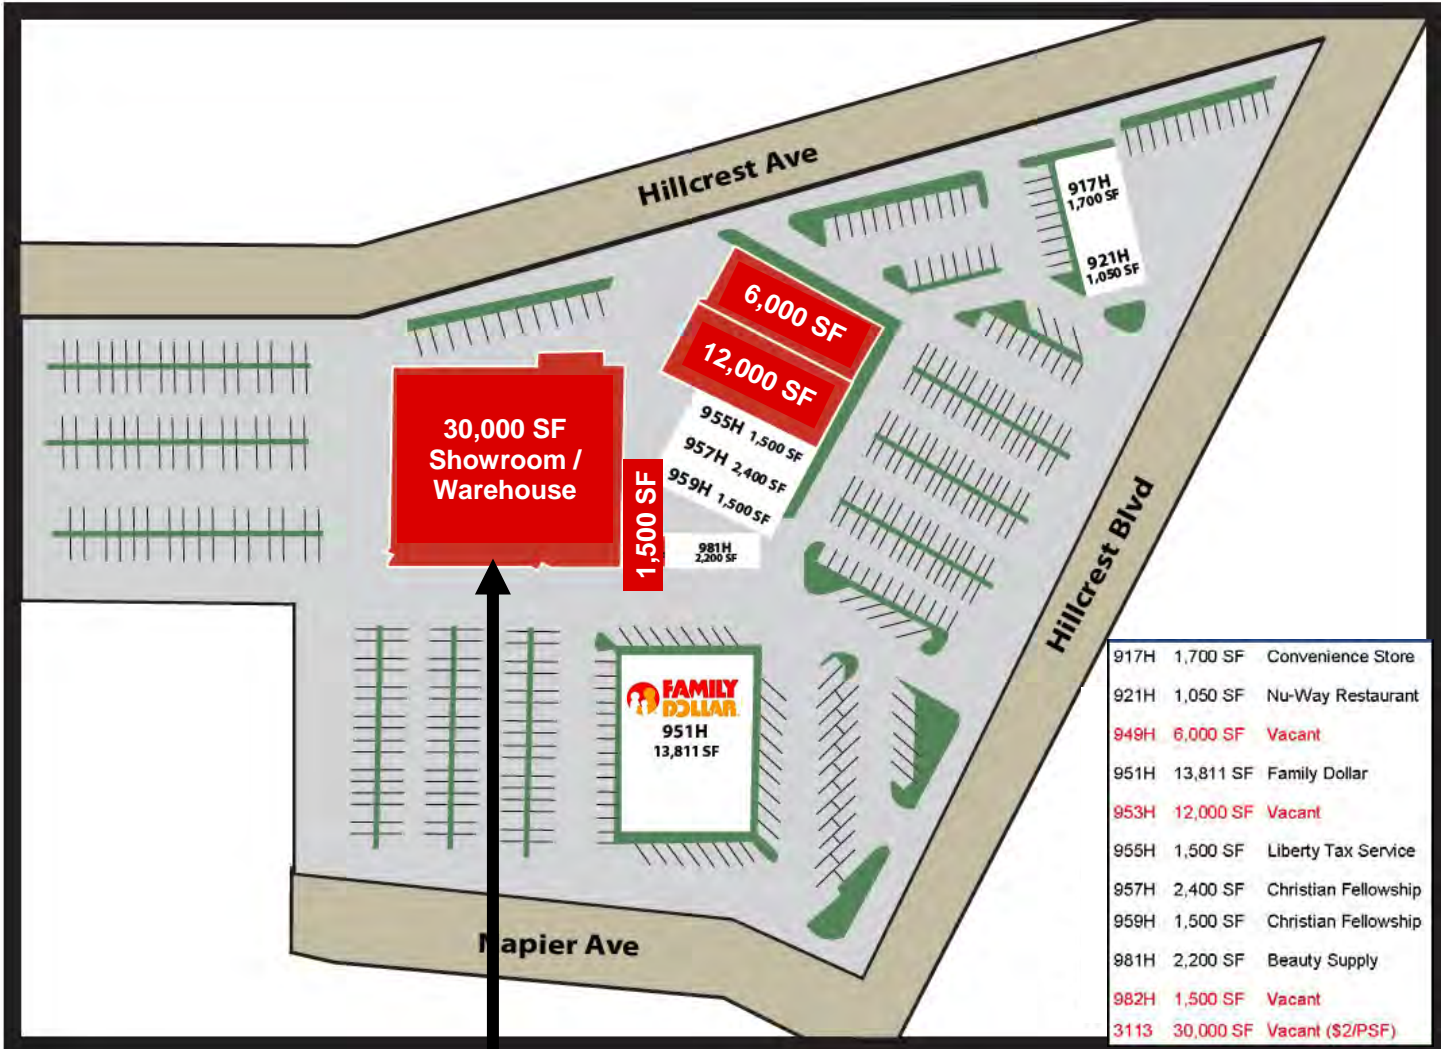 Hillcrest Ave
917H
1,700 SF
921H
1,050 SF
6,000 SF
12,000 SF
955H 1,500 SF
957H 2,400 SF
959H 1,500 SF
30,000 SF
Showroom /
Warehouse
1,500 SF
981H
2,200 SF
Hillcrest Blvd
FAMILY
DOLLAR
951H
13,811 SF
Napier Ave
917H 1,700 SF Convenience Store
921H 1,050 SF Nu-Way Restaurant
949H 6,000 SF Vacant
951H 13,811 SF Family Dollar
953H 12,000 SF Vacant
955H 1,500 SF Liberty Tax Service
957H 2,400 SF Christian Fellowship
959H 1,500 SF Christian Fellowship
981H 2,200 SF Beauty Supply
982H 1,500 SF Vacant
3113 30,000 SF Vacant ($2/PSF)